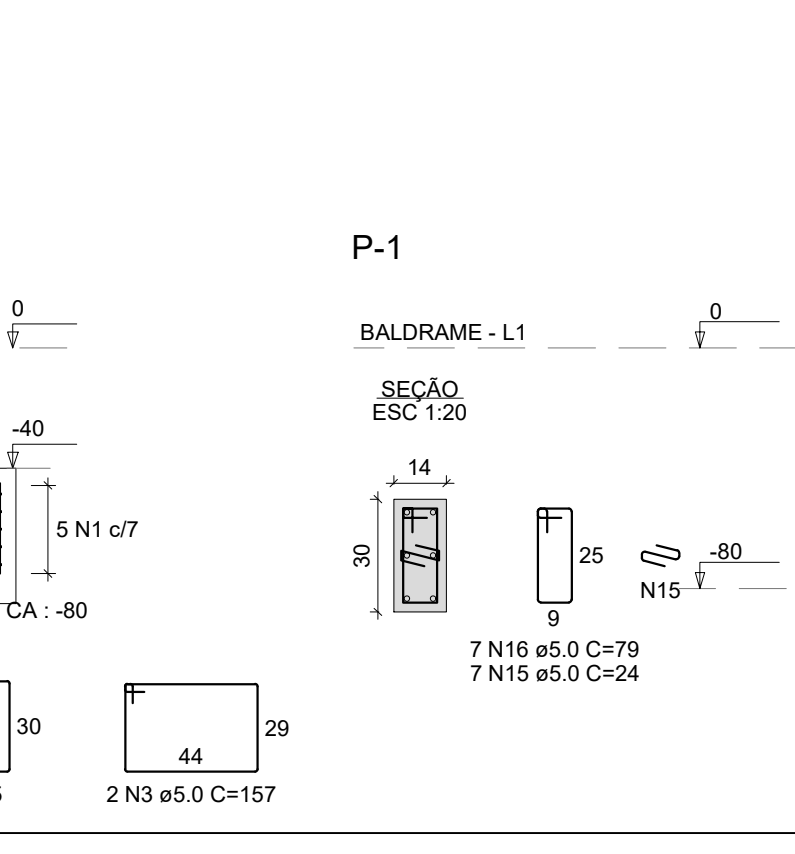 P-1
0
BALDRAME - L1
0
SEÇÃO
ESC 1:20
-40
14
5 N1 c/7
30
25
-80
N15
CA : -80
9
7 N16 ø5.0 C=79
7 N15 ø5.0 C=24
30
29
44
2 N3 ø5.0 C=157